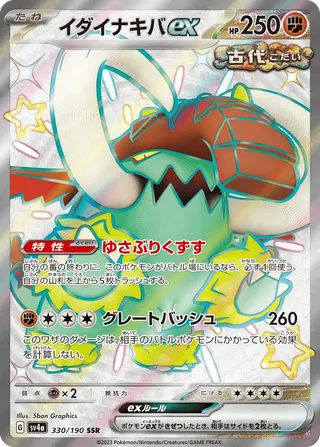 たね イダイナキバex HP250
古代 こだい
特性 とくせい ゆさぶりくずす
自分の番の終わりに、このポケモンがバトル場にいるなら、必ず1回使う。
自分の山札を上から5枚トラッシュする。
グレートバッシュ 260
このワザのダメージは、相手のバトルポケモンにかかっている効果
を計算しない。
弱点 ×2 抵抗力 にげる
exルール
ポケモンexがきぜつしたとき、相手はサイドを2枚とる。
Illus. 5ban Graphics
G sv4a 330/190 SSR
©2023 Pokémon/Nintendo/Creatures/GAME FREAK.